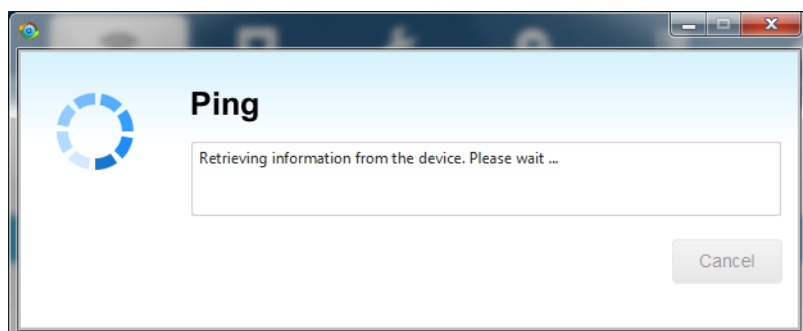 Ping
Retrieving information from the device. Please wait ...
Cancel